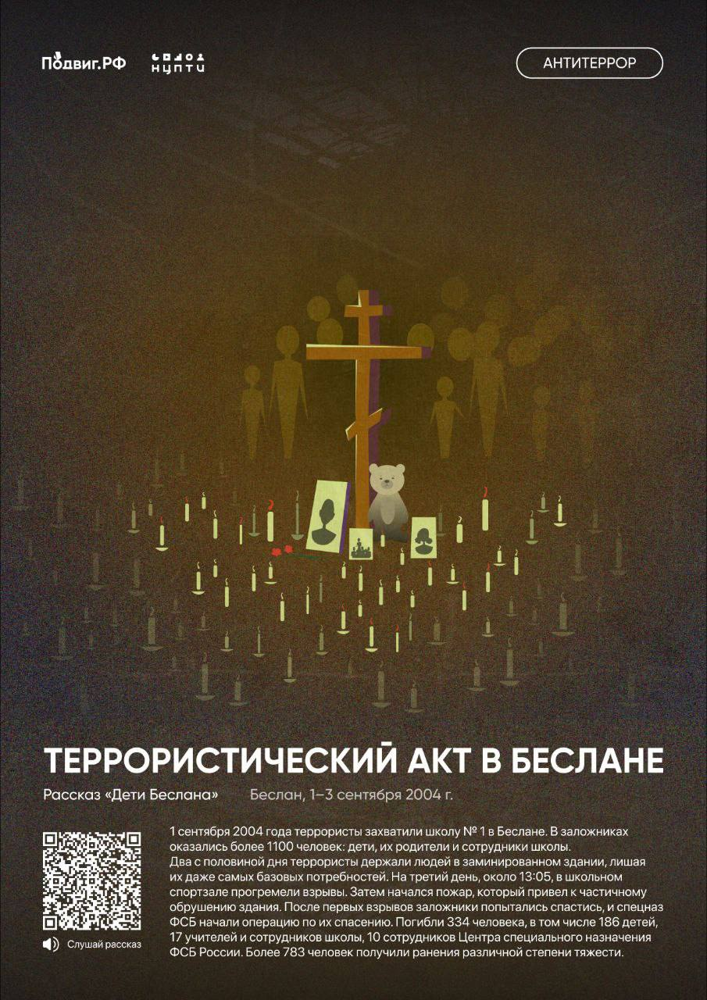 Подвиг.РФ
НЦПТИ
АНТИТЕРРОР
ТЕРРОРИСТИЧЕСКИЙ АКТ В БЕСЛАНЕ
Рассказ «Дети Беслана» Беслан, 1–3 сентября 2004 г.
1 сентября 2004 года террористы захватили школу № 1 в Беслане. В заложниках
оказались более 1100 человек: дети, их родители и сотрудники школы.
Два с половиной дня террористы держали людей в заминированном здании, лишая
их даже самых базовых потребностей. На третий день, около 13:05, в школьном
спортзале прогремели взрывы. Затем начался пожар, который привел к частичному
обрушению здания. После первых взрывов заложники попытались спастись, и спецназ
ФСБ начали операцию по их спасению. Погибли 334 человека, в том числе 186 детей,
17 учителей и сотрудников школы, 10 сотрудников Центра специального назначения
ФСБ России. Более 783 человек получили ранения различной степени тяжести.
Слушай рассказ